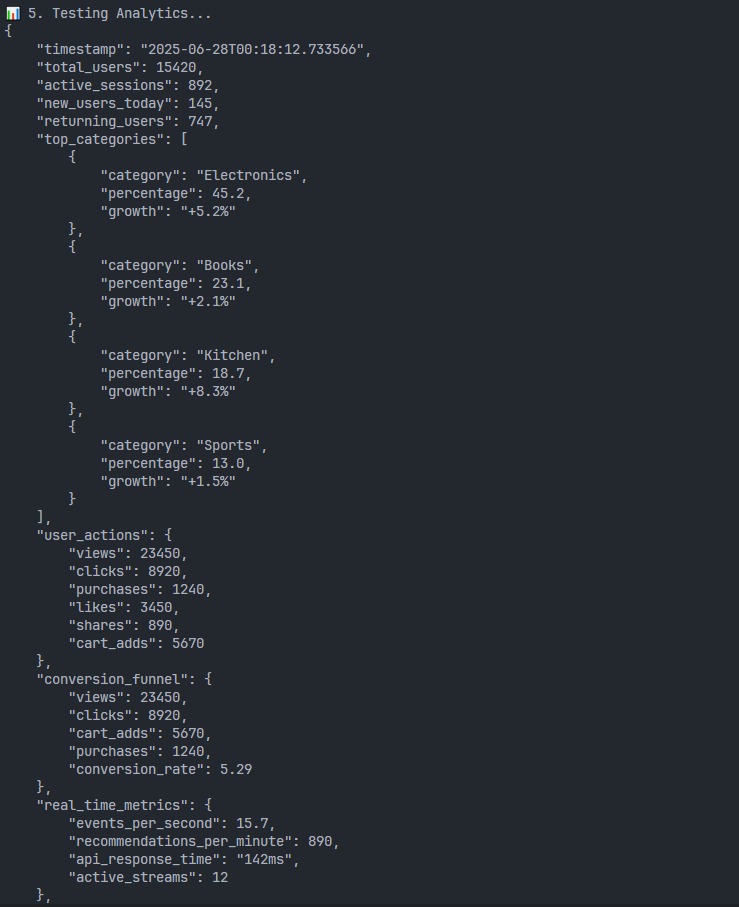 📊 5. Testing Analytics...
{
    "timestamp": "2025-06-28T00:18:12.733566",
    "total_users": 15420,
    "active_sessions": 892,
    "new_users_today": 145,
    "returning_users": 747,
    "top_categories": [
        {
            "category": "Electronics",
            "percentage": 45.2,
            "growth": "+5.2%"
        },
        {
            "category": "Books",
            "percentage": 23.1,
            "growth": "+2.1%"
        },
        {
            "category": "Kitchen",
            "percentage": 18.7,
            "growth": "+8.3%"
        },
        {
            "category": "Sports",
            "percentage": 13.0,
            "growth": "+1.5%"
        }
    ],
    "user_actions": {
        "views": 23450,
        "clicks": 8920,
        "purchases": 1240,
        "likes": 3450,
        "shares": 890,
        "cart_adds": 5670
    },
    "conversion_funnel": {
        "views": 23450,
        "clicks": 8920,
        "cart_adds": 5670,
        "purchases": 1240,
        "conversion_rate": 5.29
    },
    "real_time_metrics": {
        "events_per_second": 15.7,
        "recommendations_per_minute": 890,
        "api_response_time": "142ms",
        "active_streams": 12
    },